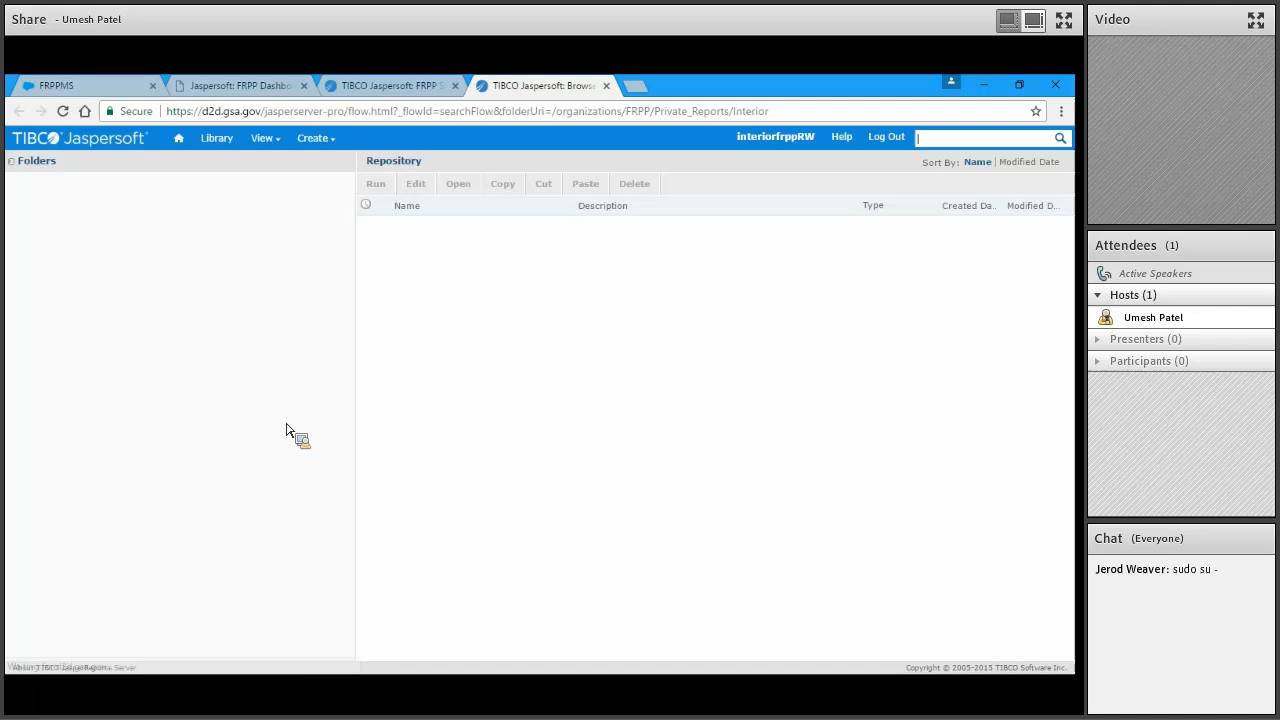 Share - Umesh Patel
FRPPMS
Jaspersoft: FRPP Dashbo
TIBCO Jaspersoft: FRPP S
TIBCO Jaspersoft: Browse
Secure
https://d2d.gsa.gov/jasperserver-pro/flow.html?_flowId=searchFlow&folderUri=/organizations/FRPP/Private_Reports/Interior
TIBCO Jaspersoft
Library
View
Create
interiorfrppRW
Help
Log Out
Folders
Repository
Sort By: Name | Modified Date
Run
Edit
Open
Copy
Cut
Paste
Delete
Name
Description
Type
Created Da..
Modified D...
Copyright © 2005-2015 TIBCO Software Inc.
Video
Attendees (1)
Active Speakers
Hosts (1)
Umesh Patel
Presenters (0)
Participants (0)
Chat (Everyone)
Jerod Weaver: sudo su -